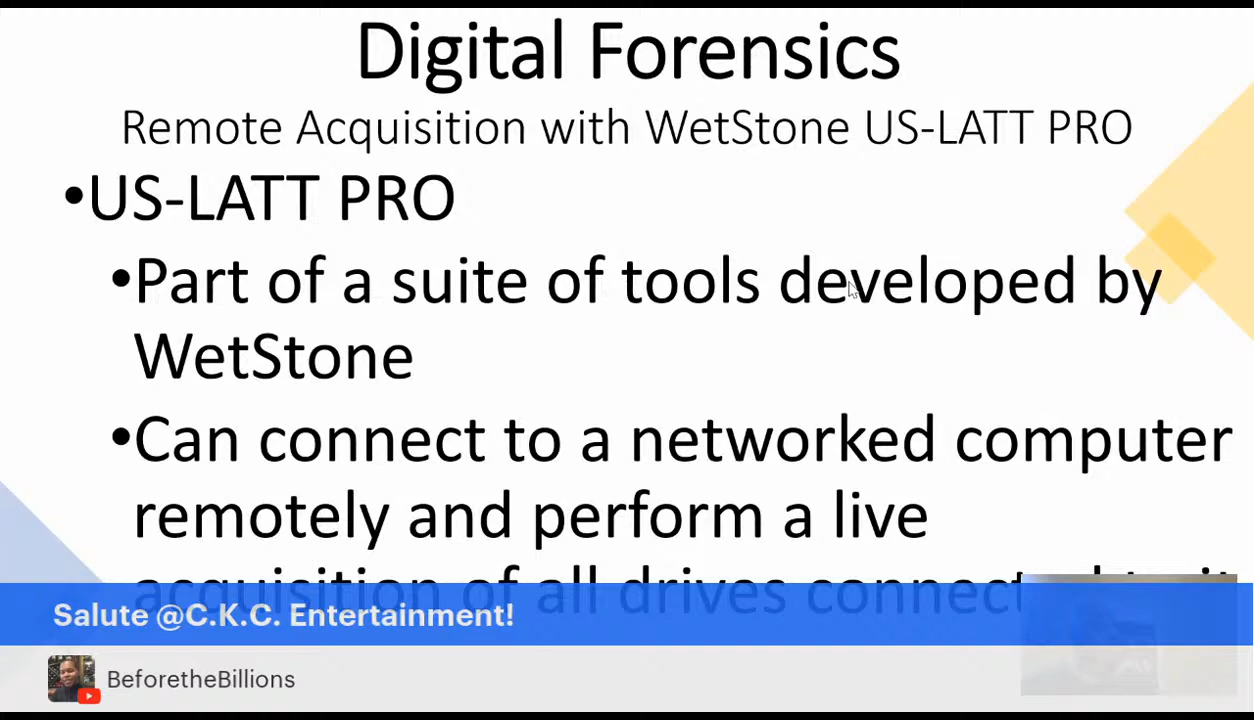 Digital Forensics
Remote Acquisition with WetStone US-LATT PRO
•US-LATT PRO
•Part of a suite of tools developed by
WetStone
•Can connect to a networked computer
remotely and perform a live
acquisition of all drives connected to it
Salute @C.K.C. Entertainment!
BeforetheBillions